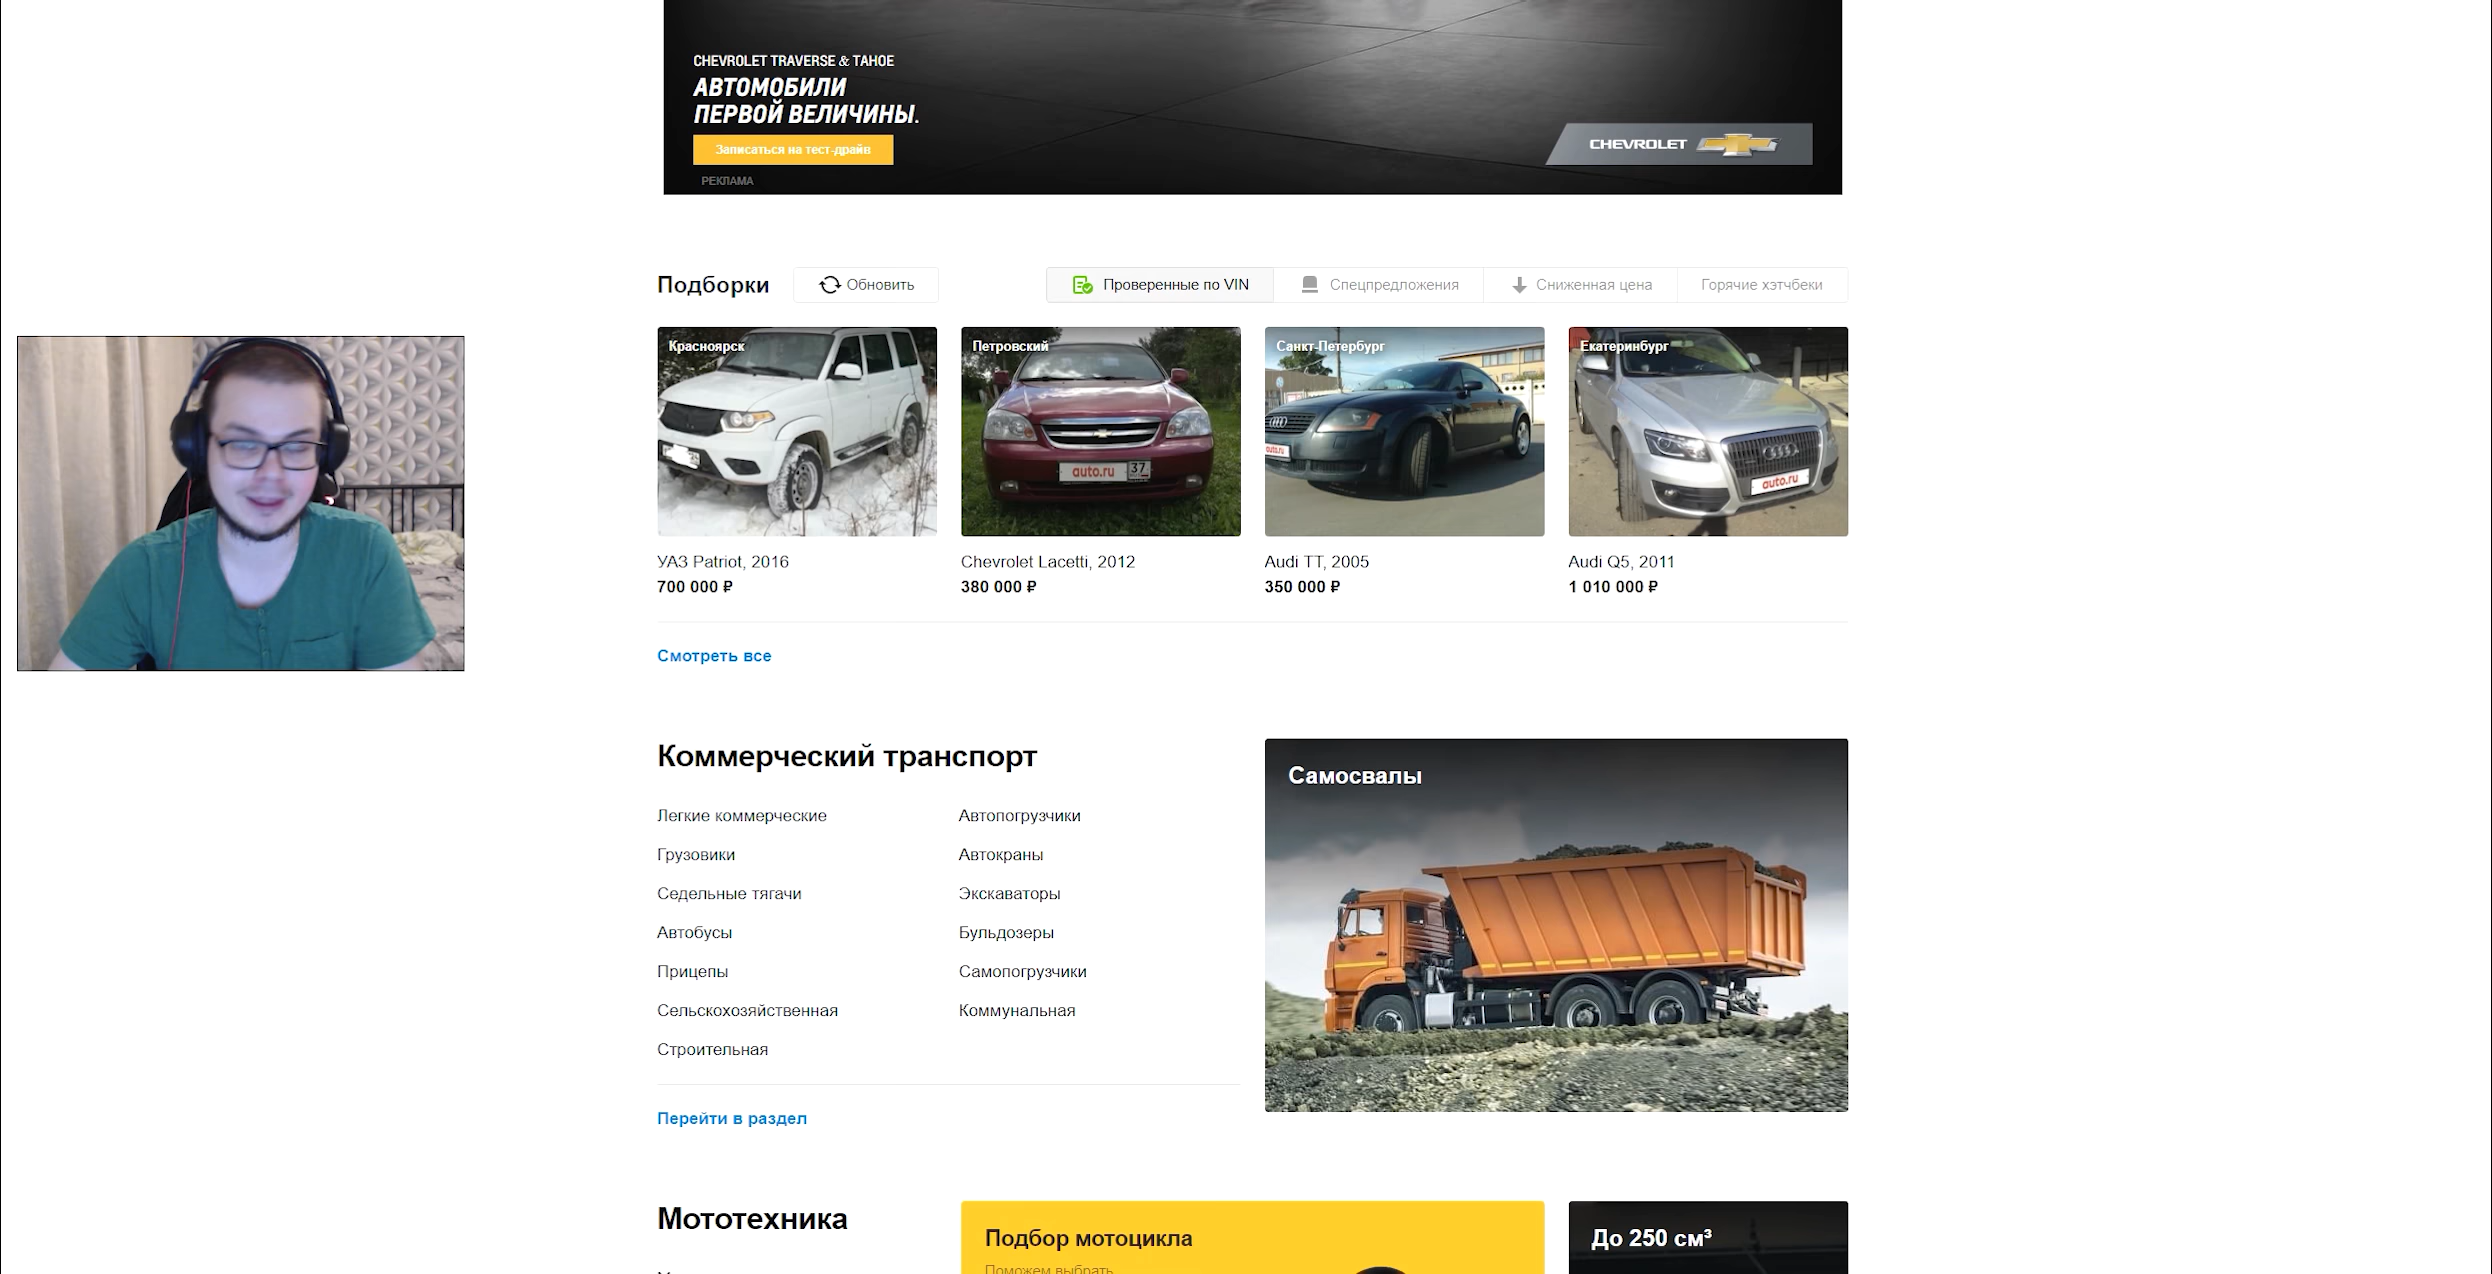 CHEVROLET TRAVERSE & TAHOE
АВТОМОБИЛИ
ПЕРВОЙ ВЕЛИЧИНЫ.
Записаться на тест-драйв
РЕКЛАМА
CHEVROLET
Подборки
Обновить
Проверенные по VIN
Спецпредложения
Сниженная цена
Горячие хэтчбеки
Красноярск
Петровский
Санкт-Петербург
Екатеринбург
auto.ru 37
auto.ru
auto.ru
УАЗ Patriot, 2016
700 000 ₽
Chevrolet Lacetti, 2012
380 000 ₽
Audi TT, 2005
350 000 ₽
Audi Q5, 2011
1 010 000 ₽
Смотреть все
Коммерческий транспорт
Легкие коммерческие
Грузовики
Седельные тягачи
Автобусы
Прицепы
Сельскохозяйственная
Строительная
Автопогрузчики
Автокраны
Экскаваторы
Бульдозеры
Самопогрузчики
Коммунальная
Перейти в раздел
Самосвалы
Мототехника
Подбор мотоцикла
Поможем выбрать
До 250 см³